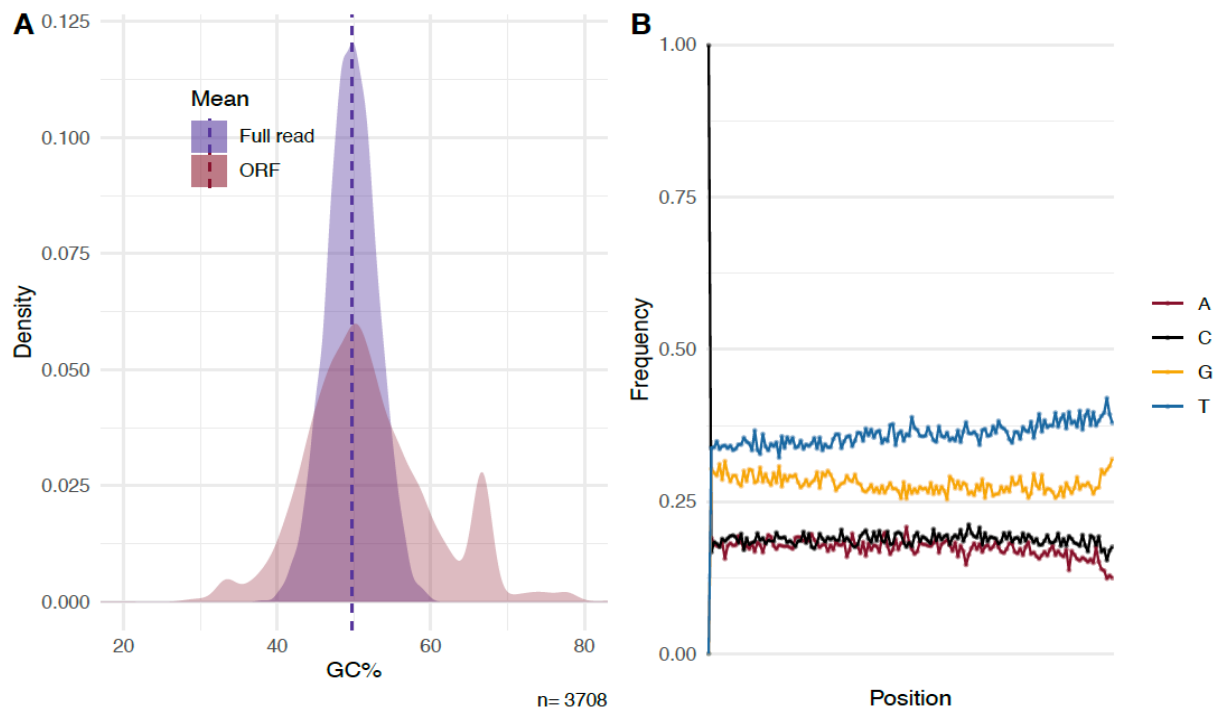 A
0.125
0.100
0.075
0.050
0.025
0.000
Density
Mean
Full read
ORF
20
40
60
80
GC%
n= 3708
B
1.00
0.75
0.50
0.25
0.00
Frequency
Position
A
C
G
T